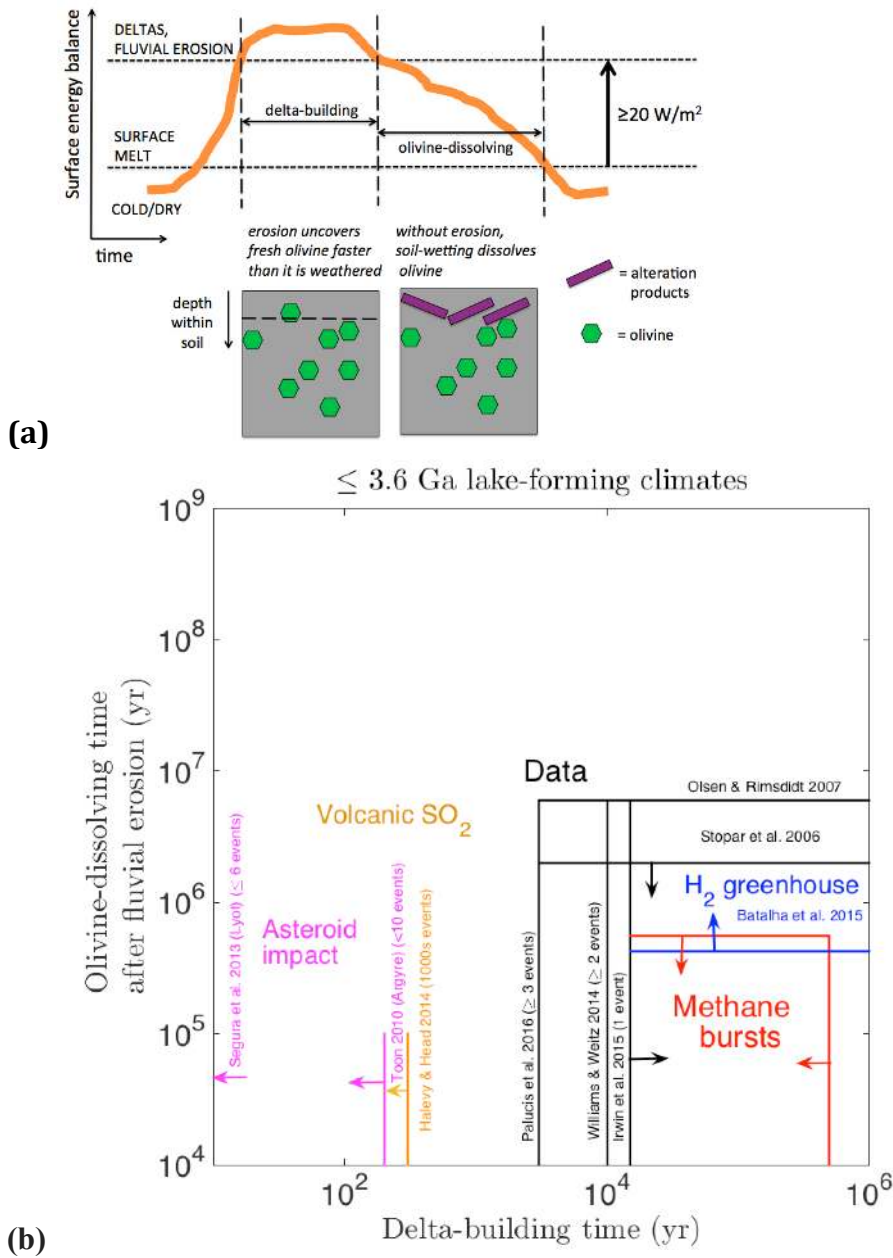 DELTAS,
FLUVIAL EROSION
Surface energy balance
delta-building
≥20 W/m²
SURFACE
MELT
olivine-dissolving
COLD/DRY
time
erosion uncovers
fresh olivine faster
than it is weathered
without erosion,
soil-wetting dissolves
olivine
depth
within
soil
= alteration
products
= olivine
(a)
≤ 3.6 Ga lake-forming climates
10⁹
10⁸
10⁷
10⁶
10⁵
10⁴
Olivine-dissolving time
after fluvial erosion (yr)
Data
Olsen & Rimsdidt 2007
Stopar et al. 2006
Volcanic SO₂
H₂ greenhouse
Batalha et al. 2015
Asteroid
impact
Methane
bursts
Segura et al. 2013 (Lyot) (≤ 6 events)
Toon 2010 (Argyre) (<10 events)
Halevy & Head 2014 (1000s events)
Palucis et al. 2016 (≥ 3 events)
Williams & Weitz 2014 (≥ 2 events)
Irwin et al. 2015 (1 event)
10²
10⁴
10⁶
Delta-building time (yr)
(b)